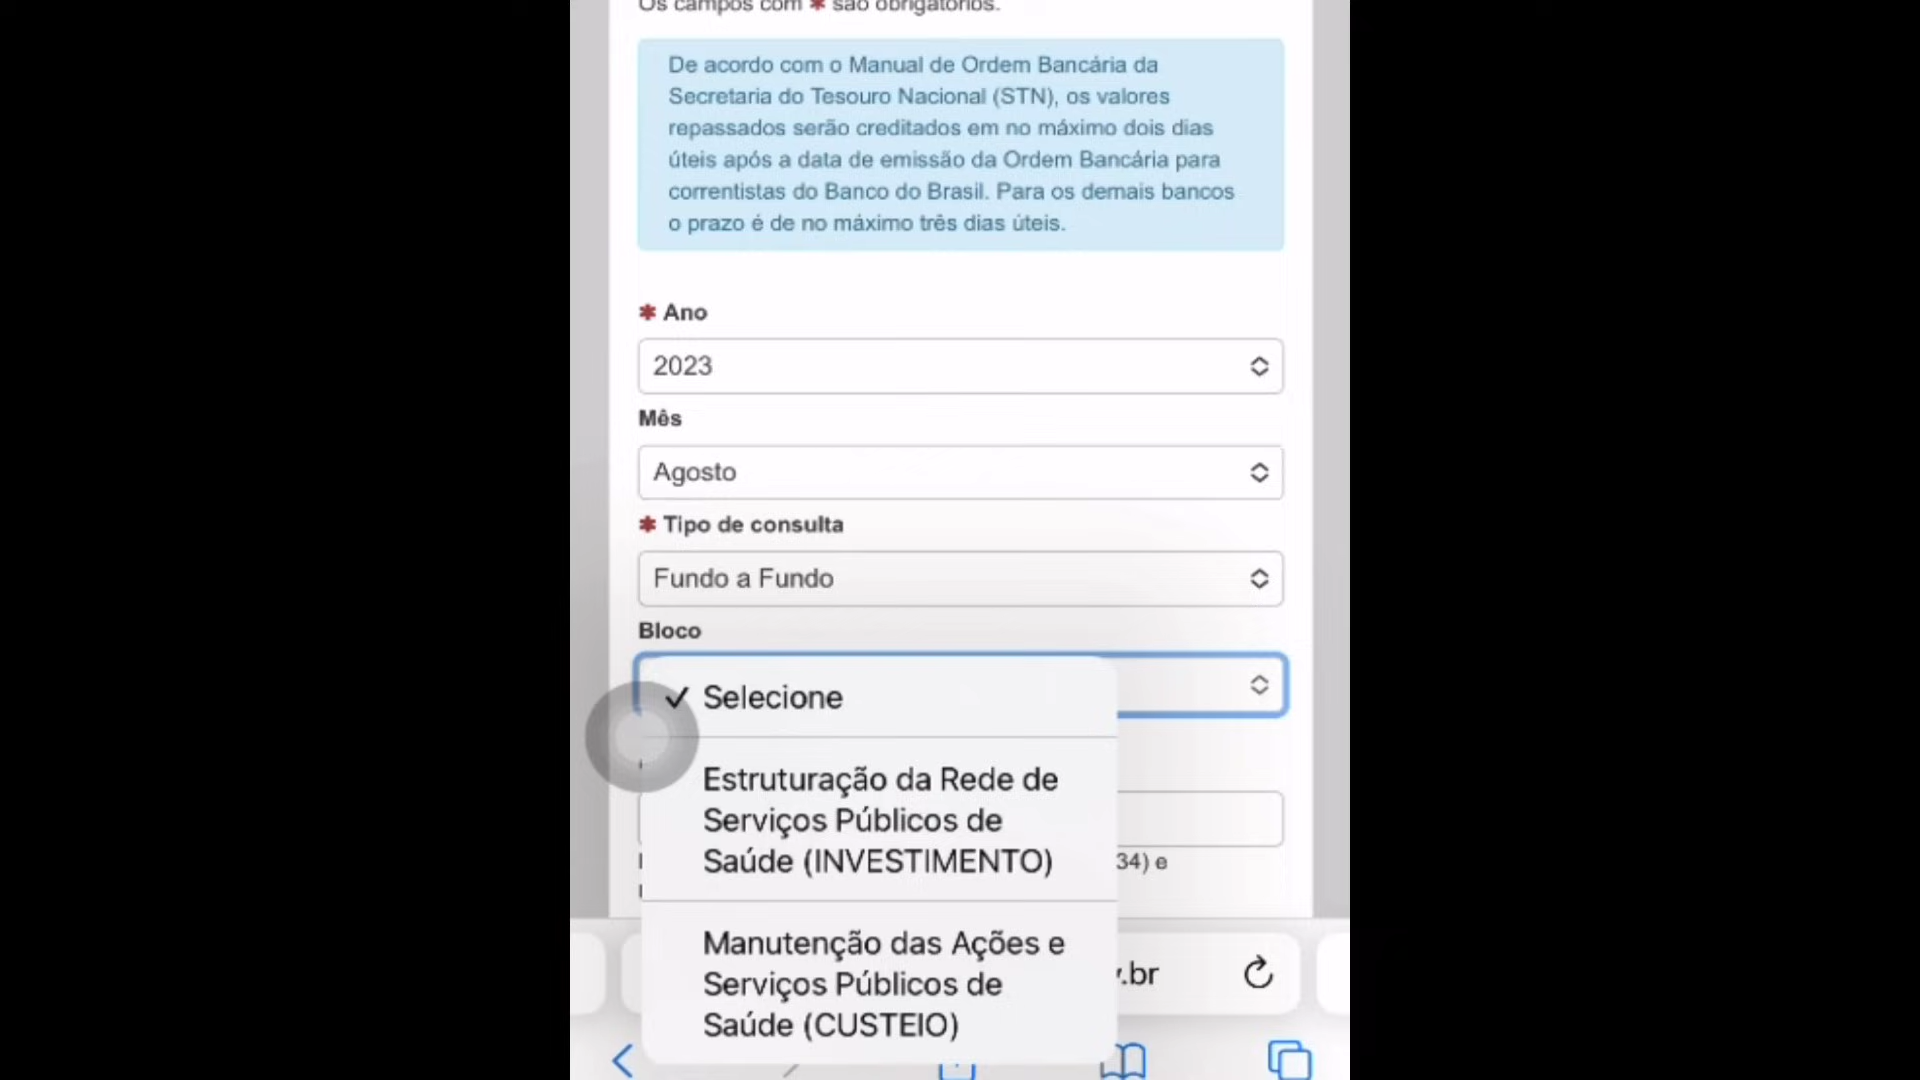 Os campos com * são obrigatórios.
De acordo com o Manual de Ordem Bancária da
Secretaria do Tesouro Nacional (STN), os valores
repassados serão creditados em no máximo dois dias
úteis após a data de emissão da Ordem Bancária para
correntistas do Banco do Brasil. Para os demais bancos
o prazo é de no máximo três dias úteis.
* Ano
2023
Mês
Agosto
* Tipo de consulta
Fundo a Fundo
Bloco
✓ Selecione
Estruturação da Rede de
Serviços Públicos de
Saúde (INVESTIMENTO)
34) e
Manutenção das Ações e
Serviços Públicos de
Saúde (CUSTEIO)
.br